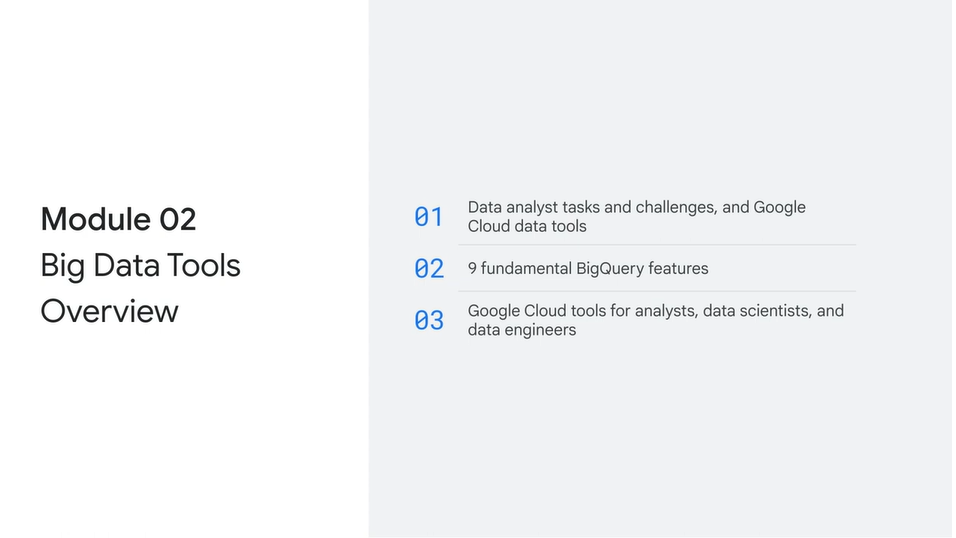 Module 02
Big Data Tools
Overview
01
Data analyst tasks and challenges, and Google
Cloud data tools
02
9 fundamental BigQuery features
03
Google Cloud tools for analysts, data scientists, and
data engineers